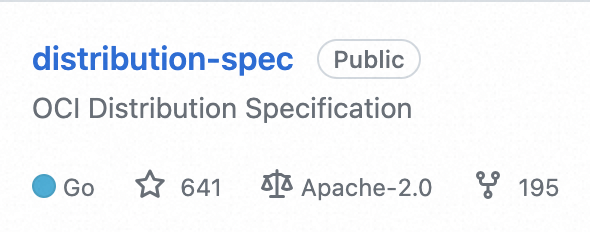 distribution-spec Public
OCI Distribution Specification
Go 641 Apache-2.0 195